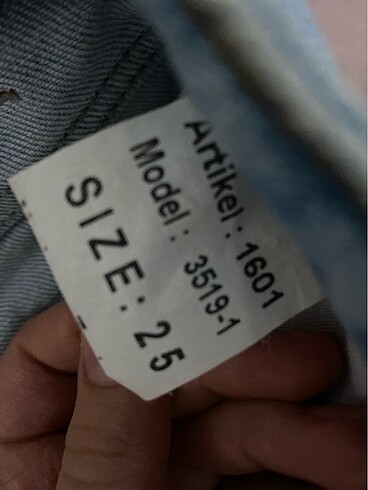 Artikel : 1601
Model : 3519-1
SIZE: 25